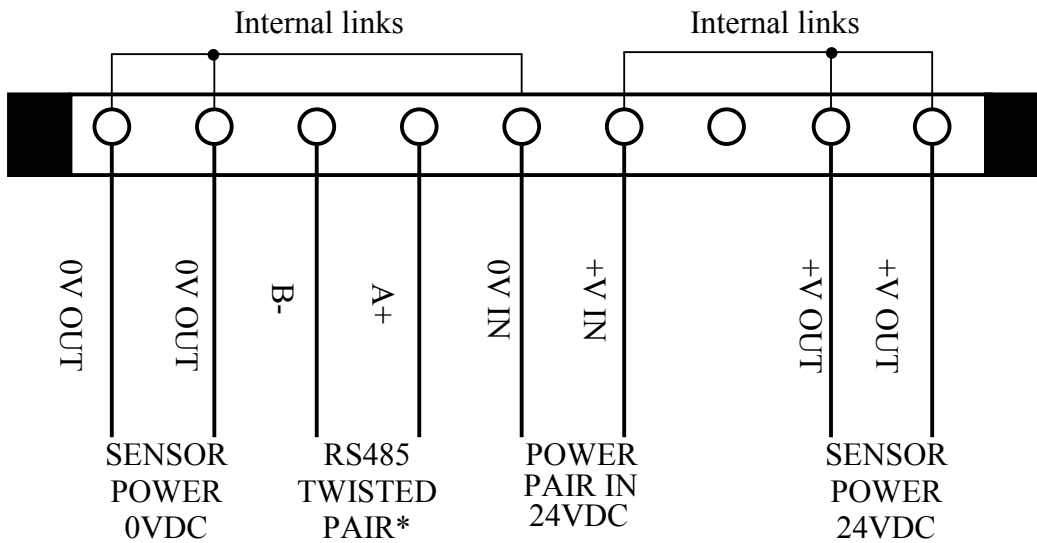 Internal links
Internal links
0V OUT
0V OUT
B-
A+
0V IN
+V IN
+V OUT
+V OUT
SENSOR
POWER
0VDC
RS485
TWISTED
PAIR*
POWER
PAIR IN
24VDC
SENSOR
POWER
24VDC